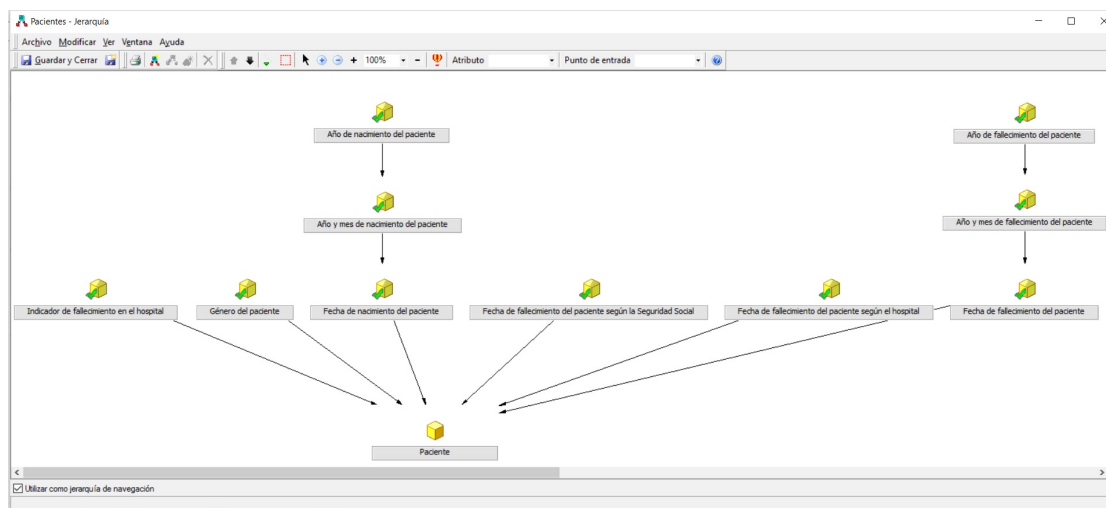 Pacientes - Jerarquía
Archivo Modificar Ver Ventana Ayuda
Guardar y Cerrar 100% Atributo Punto de entrada
Año de nacimiento del paciente Año de fallecimiento del paciente
Año y mes de nacimiento del paciente Año y mes de fallecimiento del paciente
Indicador de fallecimiento en el hospital Género del paciente Fecha de nacimiento del paciente Fecha de fallecimiento del paciente según la Seguridad Social Fecha de fallecimiento del paciente según el hospital Fecha de fallecimiento del paciente
Paciente
Utilizar como jerarquía de navegación